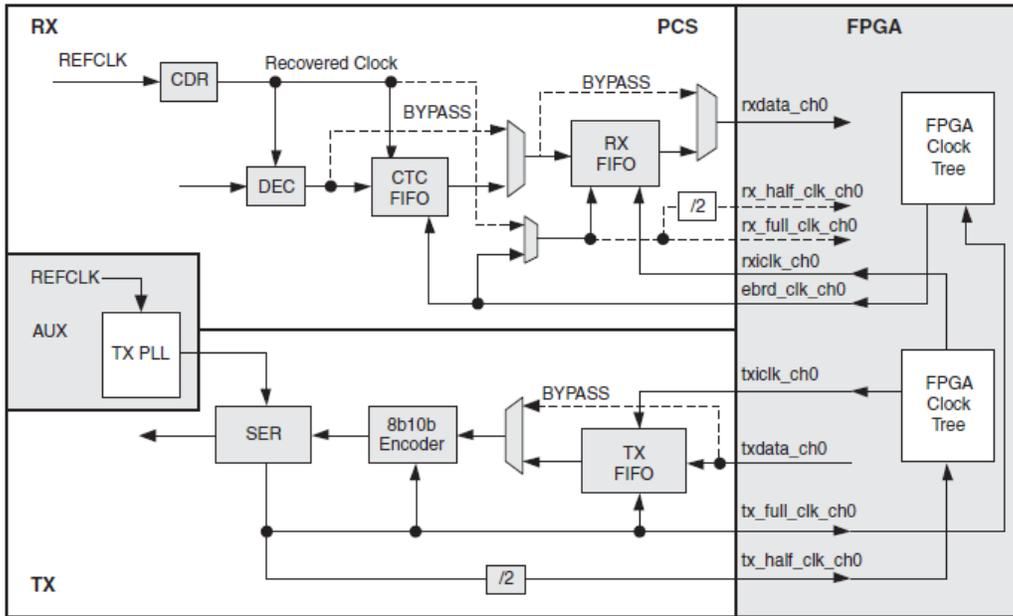 RX
PCS
FPGA
REFCLK
CDR
Recovered Clock
BYPASS
BYPASS
rxdata_ch0
FPGA
Clock
Tree
RX
FIFO
DEC
CTC
FIFO
/2
rx_half_clk_ch0
rx_full_clk_ch0
rxiclk_ch0
ebrd_clk_ch0
REFCLK
AUX
TX PLL
txiclk_ch0
FPGA
Clock
Tree
BYPASS
SER
8b10b
Encoder
TX
FIFO
txdata_ch0
tx_full_clk_ch0
tx_half_clk_ch0
/2
TX